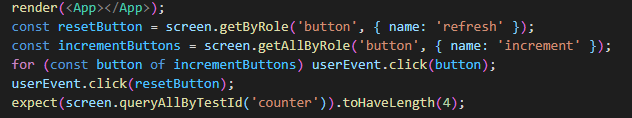 render(<App></App>);
const resetButton = screen.getByRole('button', { name: 'refresh' });
const incrementButtons = screen.getAllByRole('button', { name: 'increment' });
for (const button of incrementButtons) userEvent.click(button);
userEvent.click(resetButton);
expect(screen.queryAllByTestId('counter')).toHaveLength(4);